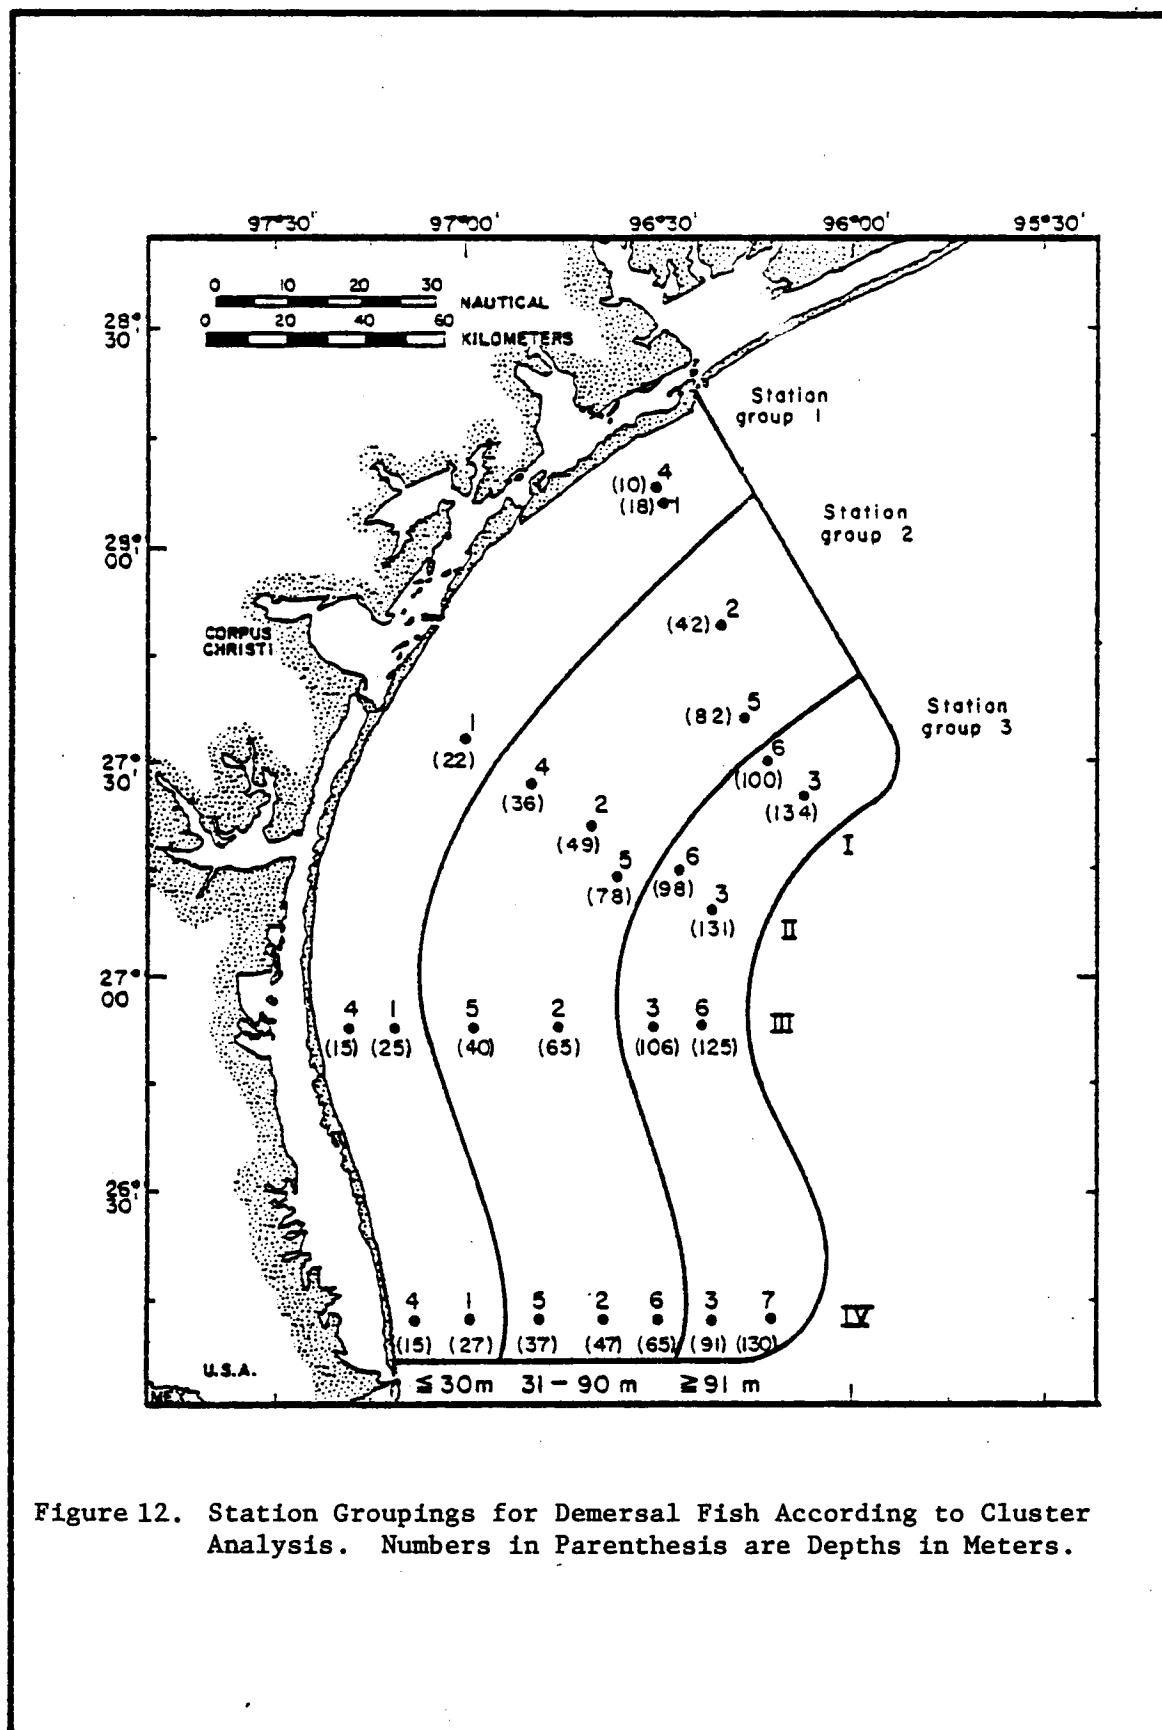 97°30' 97°00' 96°30' 96°00' 95°30'
0 10 20 30 NAUTICAL
0 20 40 60 KILOMETERS
28°
30'
Station
group 1
(10) 4
(18) 1
Station
group 2
28°
00'
2
(42)
CORPUS
CHRISTI
5
(82)
Station
group 3
1
(22)
27°
30'
4
(36)
6
(100)
3
(134)
2
(49)
I
5
(78)
6
(98)
3
(131)
II
27°
00'
4 1 5 2 3 6
(15) (25) (40) (65) (106) (125)
III
26°
30'
4 1 5 2 6 3 7
(15) (27) (37) (47) (65) (91) (130)
IV
U.S.A.
MEX
≦30m 31-90 m ≧91 m
Figure 12. Station Groupings for Demersal Fish According to Cluster
Analysis. Numbers in Parenthesis are Depths in Meters.